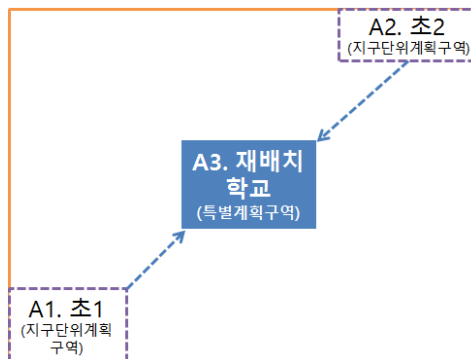 A2. 초2
(지구단위계획구역)
A3. 재배치
학교
(특별계획구역)
A1. 초1
(지구단위계획
구역)